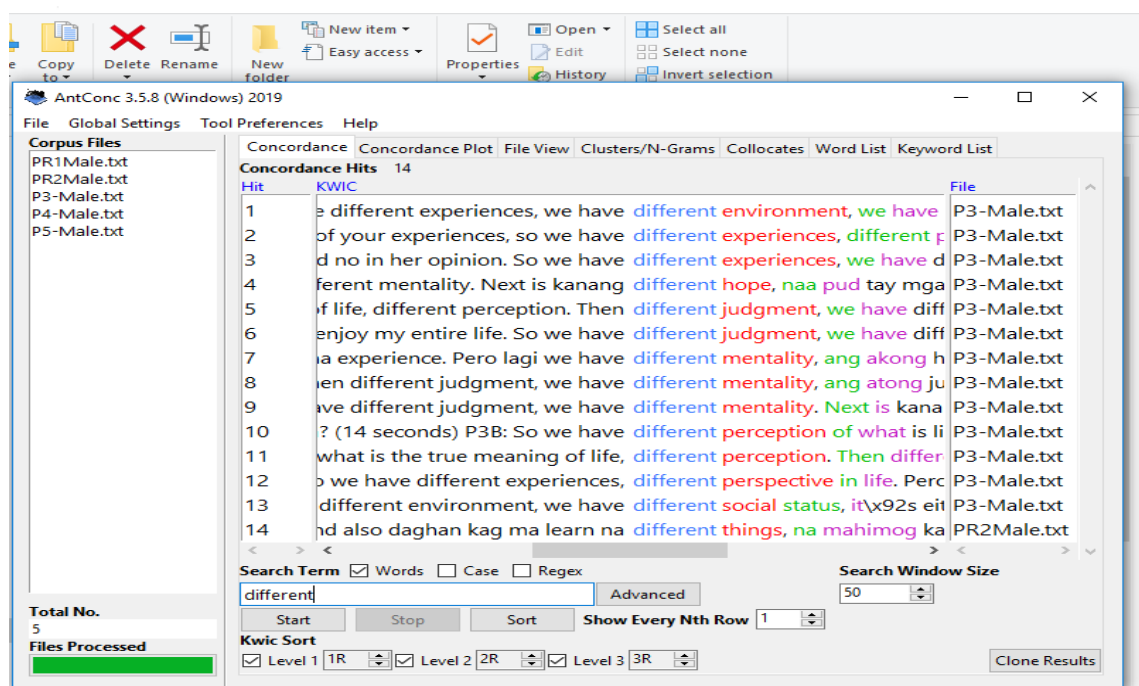 New item Open Select all
Easy access Edit Select none
Copy to Delete Rename New folder Properties History Invert selection
AntConc 3.5.8 (Windows) 2019
File Global Settings Tool Preferences Help
Corpus Files
PR1Male.txt
PR2Male.txt
P3-Male.txt
P4-Male.txt
P5-Male.txt
Total No.
5
Files Processed
Concordance Concordance Plot File View Clusters/N-Grams Collocates Word List Keyword List
Concordance Hits 14
Hit KWIC File
1 e different experiences, we have different environment, we have P3-Male.txt
2 of your experiences, so we have different experiences, different p P3-Male.txt
3 d no in her opinion. So we have different experiences, we have d P3-Male.txt
4 ferent mentality. Next is kanang different hope, naa pud tay mga P3-Male.txt
5 of life, different perception. Then different judgment, we have diff P3-Male.txt
6 enjoy my entire life. So we have different judgment, we have diff P3-Male.txt
7 na experience. Pero lagi we have different mentality, ang akong h P3-Male.txt
8 hen different judgment, we have different mentality, ang atong ju P3-Male.txt
9 ave different judgment, we have different mentality. Next is kana P3-Male.txt
10 ? (14 seconds) P3B: So we have different perception of what is li P3-Male.txt
11 what is the true meaning of life, different perception. Then differ P3-Male.txt
12 o we have different experiences, different perspective in life. Perc P3-Male.txt
13 different environment, we have different social status, it\x92s eit P3-Male.txt
14 nd also daghan kag ma learn na different things, na mahimog ka PR2Male.txt
Search Term Words Case Regex Search Window Size
different Advanced 50
Start Stop Sort Show Every Nth Row 1
Kwic Sort
Level 1 1R Level 2 2R Level 3 3R Clone Results